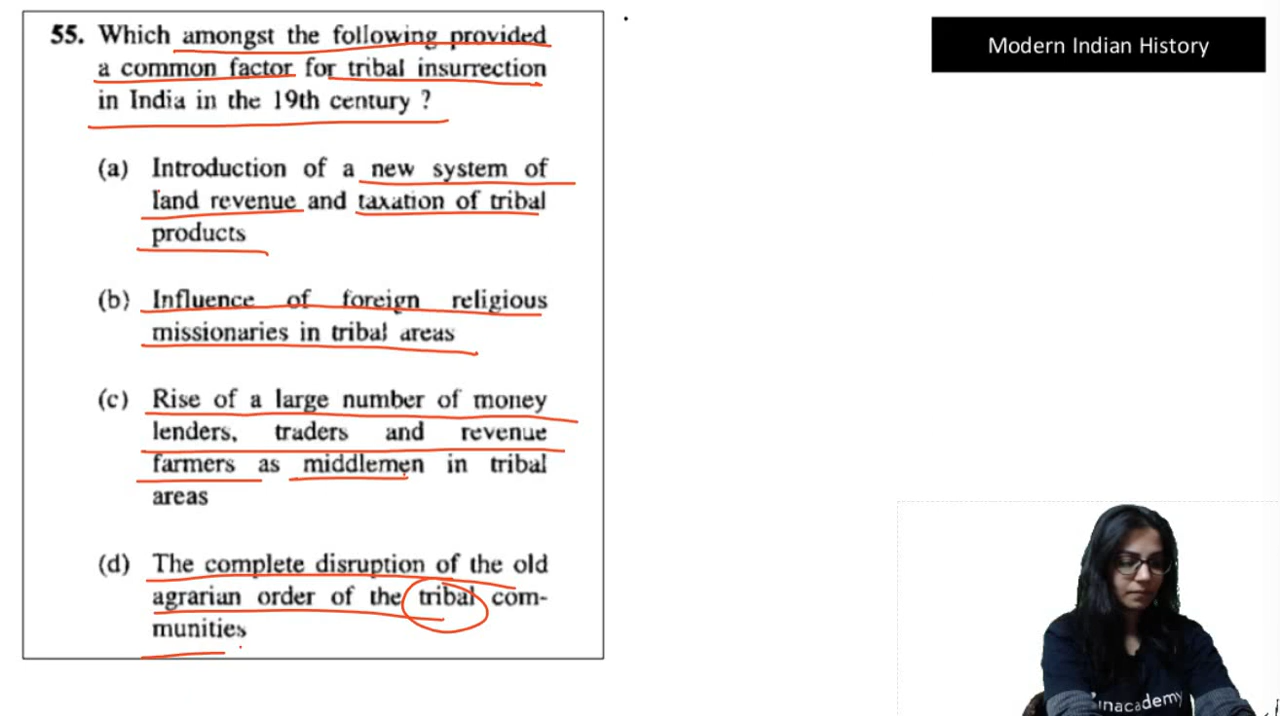 55. Which amongst the following provided
a common factor for tribal insurrection
in India in the 19th century ?
(a) Introduction of a new system of
land revenue and taxation of tribal
products
(b) Influence of foreign religious
missionaries in tribal areas
(c) Rise of a large number of money
lenders, traders and revenue
farmers as middlemen in tribal
areas
(d) The complete disruption of the old
agrarian order of the tribal com-
munities
Modern Indian History
unacademy